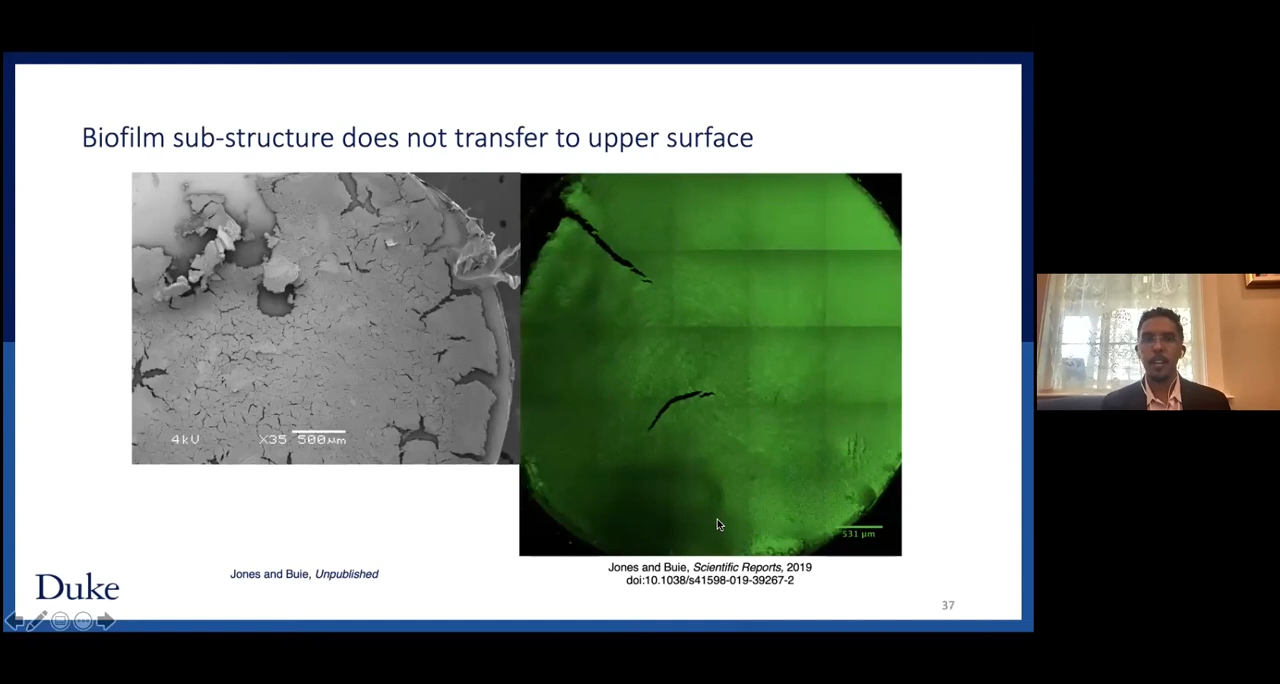 Biofilm sub-structure does not transfer to upper surface
4kV X35 500μm
531 μm
Jones and Buie, Scientific Reports, 2019
doi:10.1038/s41598-019-39267-2
Jones and Buie, Unpublished
Duke
37